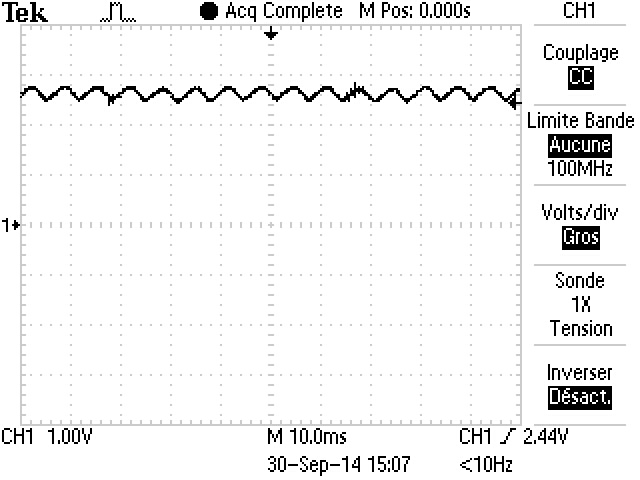 Tek Acq Complete M Pos: 0.000s CH1
Couplage
CC
Limite Bande
Aucune
100MHz
Volts/div
Gros
Sonde
1X
Tension
Inverser
Désact.
1
CH1 1.00V M 10.0ms CH1 2.44V
30-Sep-14 15:07 <10Hz